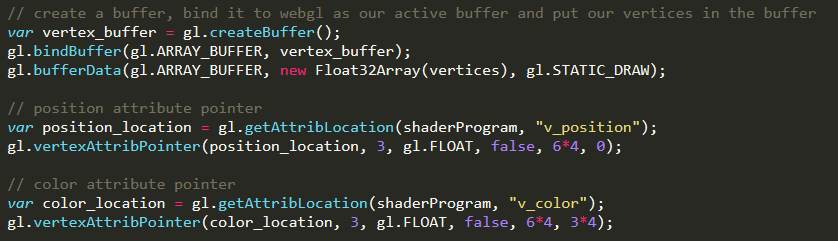 // create a buffer, bind it to webgl as our active buffer and put our vertices in the buffer
var vertex_buffer = gl.createBuffer();
gl.bindBuffer(gl.ARRAY_BUFFER, vertex_buffer);
gl.bufferData(gl.ARRAY_BUFFER, new Float32Array(vertices), gl.STATIC_DRAW);
// position attribute pointer
var position_location = gl.getAttribLocation(shaderProgram, "v_position");
gl.vertexAttribPointer(position_location, 3, gl.FLOAT, false, 6*4, 0);
// color attribute pointer
var color_location = gl.getAttribLocation(shaderProgram, "v_color");
gl.vertexAttribPointer(color_location, 3, gl.FLOAT, false, 6*4, 3*4);